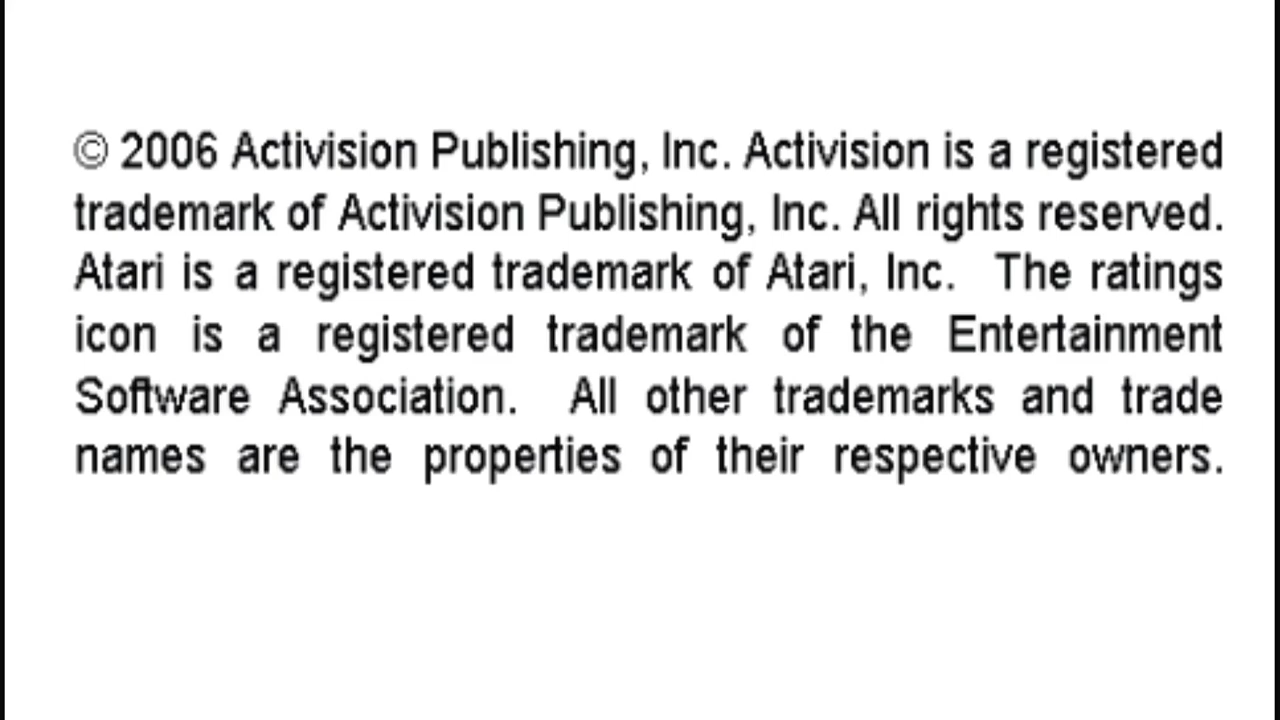 © 2006 Activision Publishing, Inc. Activision is a registered
trademark of Activision Publishing, Inc. All rights reserved.
Atari is a registered trademark of Atari, Inc. The ratings
icon is a registered trademark of the Entertainment
Software Association. All other trademarks and trade
names are the properties of their respective owners.